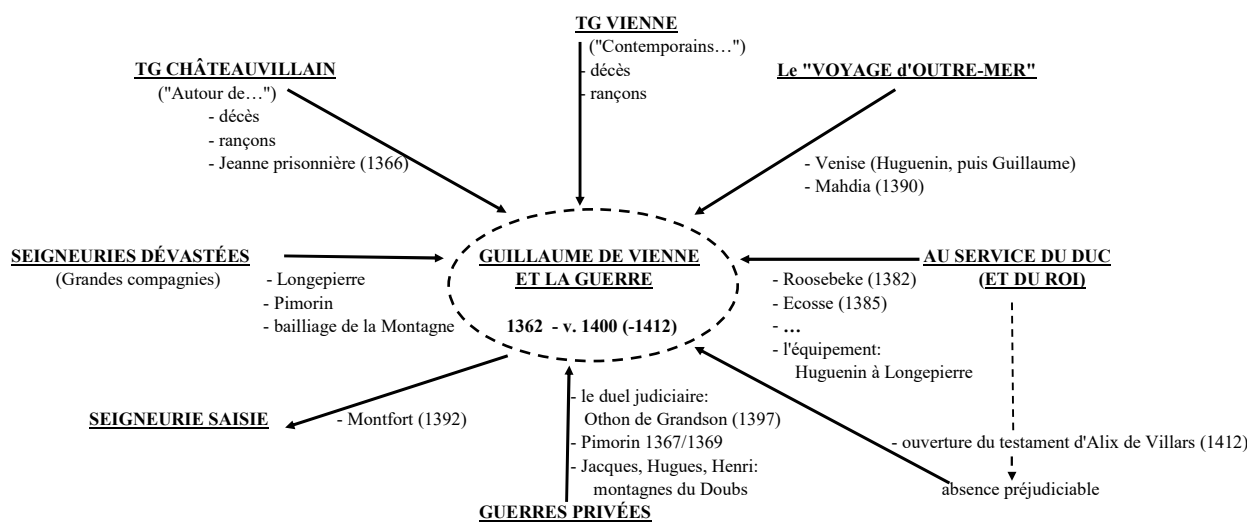 TG VIENNE
("Contemporains…")
- décès
- rançons
TG CHÂTEAUVILLAIN
("Autour de…")
- décès
- rançons
- Jeanne prisonnière (1366)
Le "VOYAGE d'OUTRE-MER"
- Venise (Huguenin, puis Guillaume)
- Mahdia (1390)
SEIGNEURIES DÉVASTÉES
(Grandes compagnies)
- Longepierre
- Pimorin
- bailliage de la Montagne
GUILLAUME DE VIENNE
ET LA GUERRE
1362 - v. 1400 (-1412)
AU SERVICE DU DUC
(ET DU ROI)
- Roosebeke (1382)
- Ecosse (1385)
- …
- l'équipement:
Huguenin à Longepierre
SEIGNEURIE SAISIE
- Montfort (1392)
- le duel judiciaire:
Othon de Grandson (1397)
- Pimorin 1367/1369
- Jacques, Hugues, Henri:
montagnes du Doubs
GUERRES PRIVÉES
- ouverture du testament d'Alix de Villars (1412)
absence préjudiciable